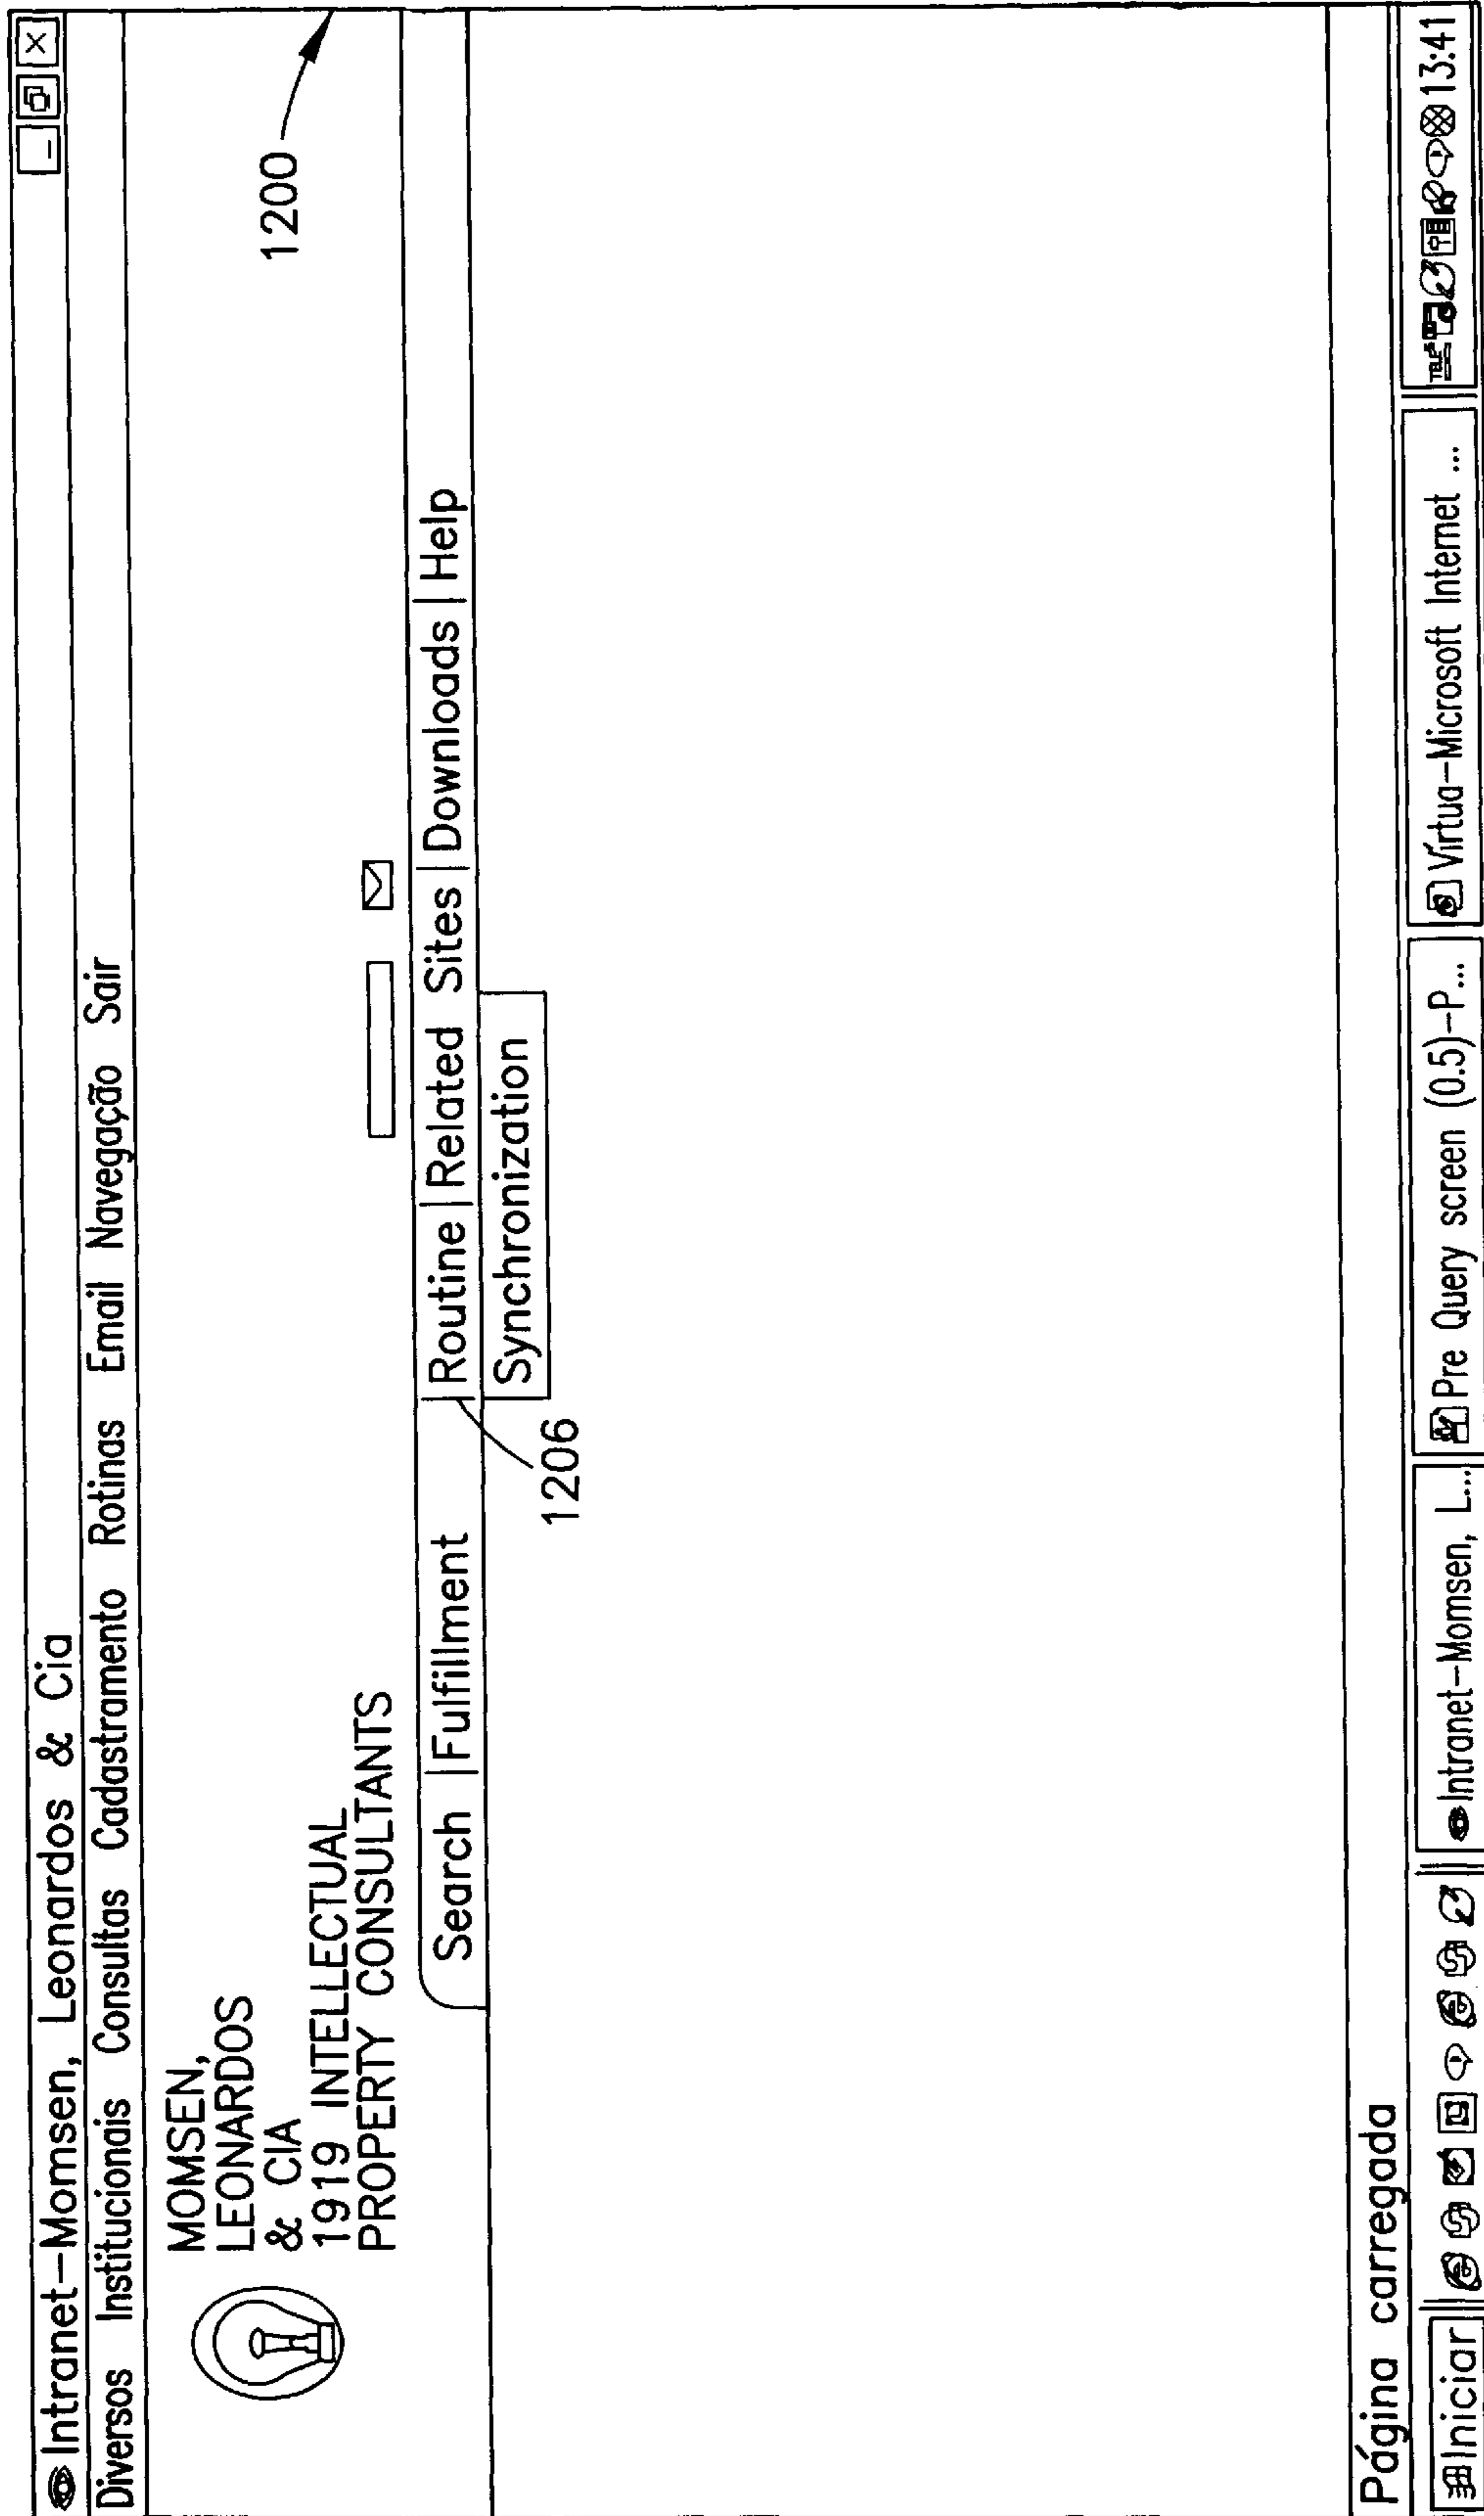 Intranet-Momsen, Leonardos & Cia
Diversos Institucionais Consultas Cadastramento Rotinas Email Navegação Sair
MOMSEN,
LEONARDOS
& CIA
1919 INTELLECTUAL
PROPERTY CONSULTANTS
1200
Search | Fulfillment | Routine | Related Sites | Downloads | Help
Synchronization
1206
Página carregada
Iniciar Intranet-Momsen, L... Pre Query screen (0.5)-P... Vírtua-Microsoft Internet ... TELE 13:41